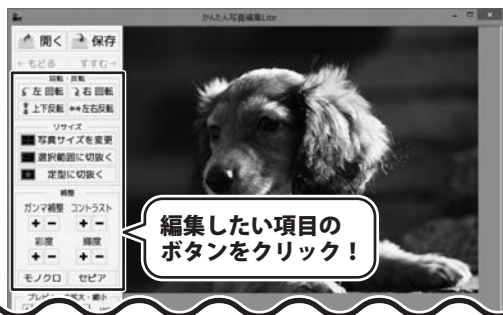 かんたん写真編集Lite
開く 保存
←もどる すすむ→
回転・反転
左回転 右回転
上下反転 左右反転
リサイズ
写真サイズを変更
選択範囲に切抜く
定型に切抜く
補整
ガンマ補整 コントラスト
+ − + −
彩度 輝度
+ − + −
モノクロ セピア
編集したい項目の
ボタンをクリック！